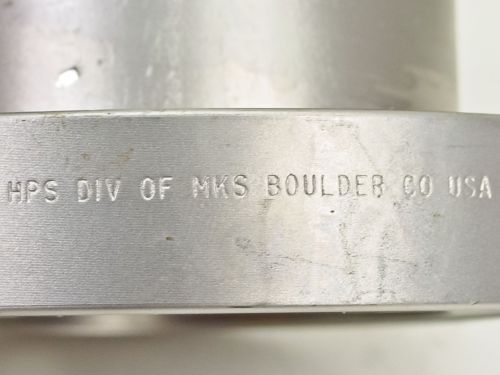 HPS DIV OF MKS BOULDER CO USA